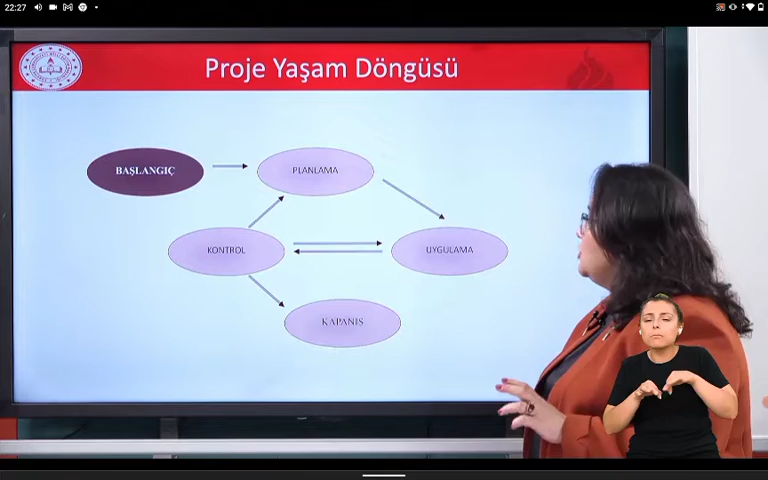 22:27
Proje Yaşam Döngüsü
BAŞLANGIÇ
PLANLAMA
KONTROL
UYGULAMA
KAPANIŞ